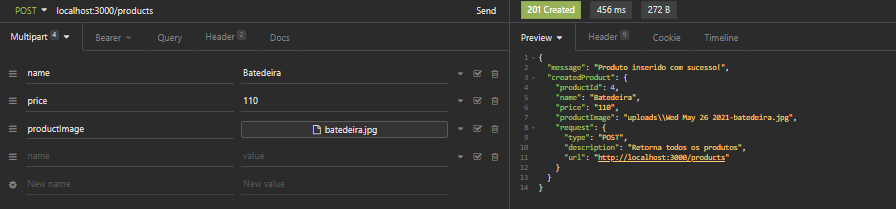 POST localhost:3000/products Send
201 Created 456 ms 272 B
Multipart 4 Bearer Query Header 2 Docs
Preview Header 9 Cookie Timeline
name Batedeira
price 110
productImage batedeira.jpg
name value
New name New value
1 {
2 "message": "Produto inserido com sucesso!",
3 "createdProduct": {
4 "productId": 4,
5 "name": "Batedeira",
6 "price": "110",
7 "productImage": "uploads\\Wed May 26 2021-batedeira.jpg",
8 "request": {
9 "type": "POST",
10 "description": "Retorna todos os produtos",
11 "url": "http://localhost:3000/products"
12 }
13 }
14 }